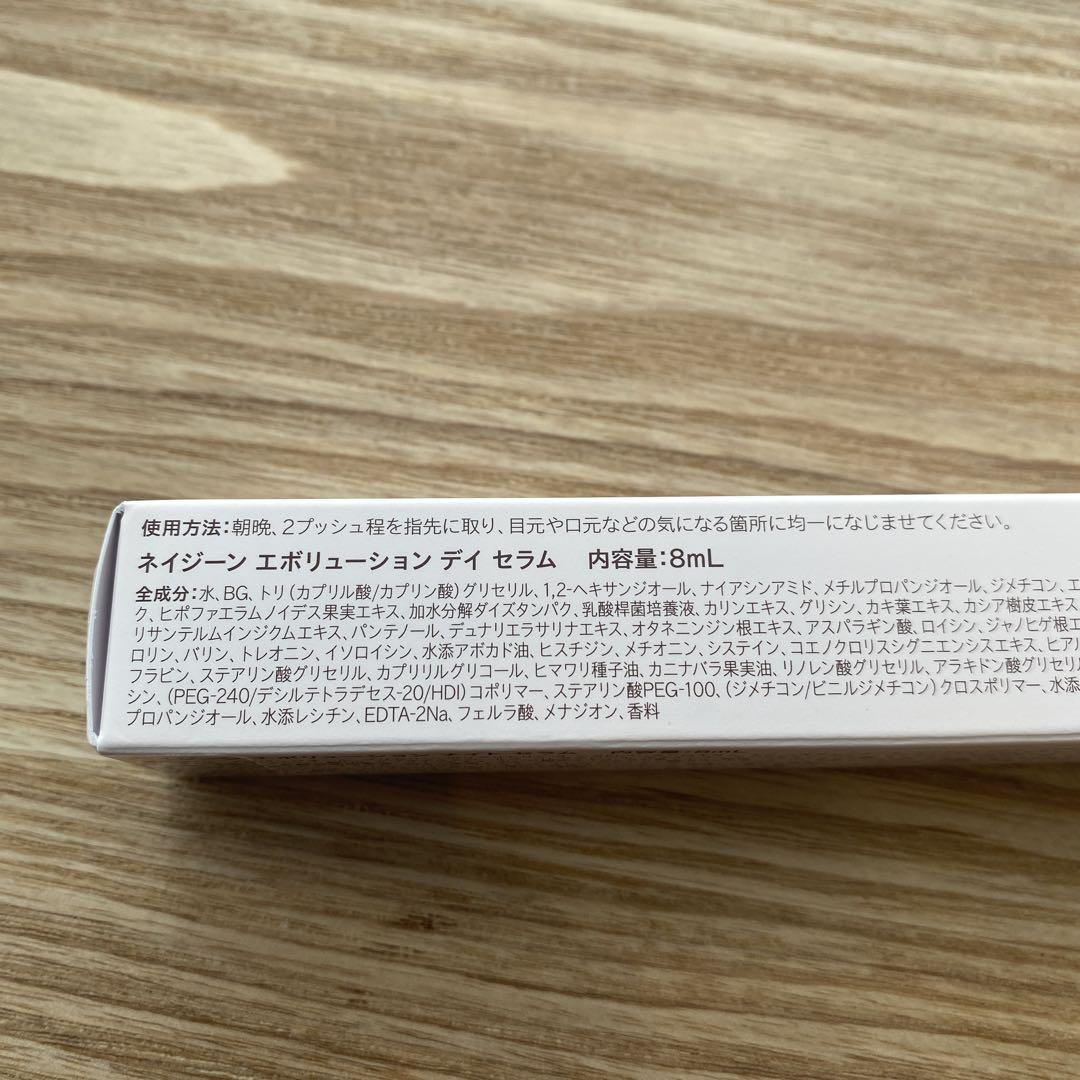 使用方法:朝晩、2プッシュ程を指先に取り、目元や口元などの気になる箇所に均一になじませてください。
ネイジーン エボリューション デイ セラム 内容量:8mL
全成分:水、BG、トリ(カプリル酸/カプリン酸)グリセリル、1,2-ヘキサンジオール、ナイアシンアミド、メチルプロパンジオール、ジメチコン、エ
ク、ヒポファエラムノイデス果実エキス、加水分解ダイズタンパク、乳酸桿菌培養液、カリンエキス、グリシン、カキ葉エキス、カシア樹皮エキス
リサンテルムインジクムエキス、パンテノール、デュナリエラサリナエキス、オタネニンジン根エキス、アスパラギン酸、ロイシン、ジャノヒゲ根エ
ロリン、バリン、トレオニン、イソロイシン、水添アボカド油、ヒスチジン、メチオニン、システイン、コエノクロリスシグニエンシスエキス、ヒアル
フラビン、ステアリン酸グリセリル、カプリリルグリコール、ヒマワリ種子油、カニナバラ果実油、リノレン酸グリセリル、アラキドン酸グリセリ
シン、(PEG-240/デシルテトラデセス-20/HDI)コポリマー、ステアリン酸PEG-100、(ジメチコン/ビニルジメチコン)クロスポリマー、水添
プロパンジオール、水添レシチン、EDTA-2Na、フェルラ酸、メナジオン、香料
ナイト セラム 内容量:8mL